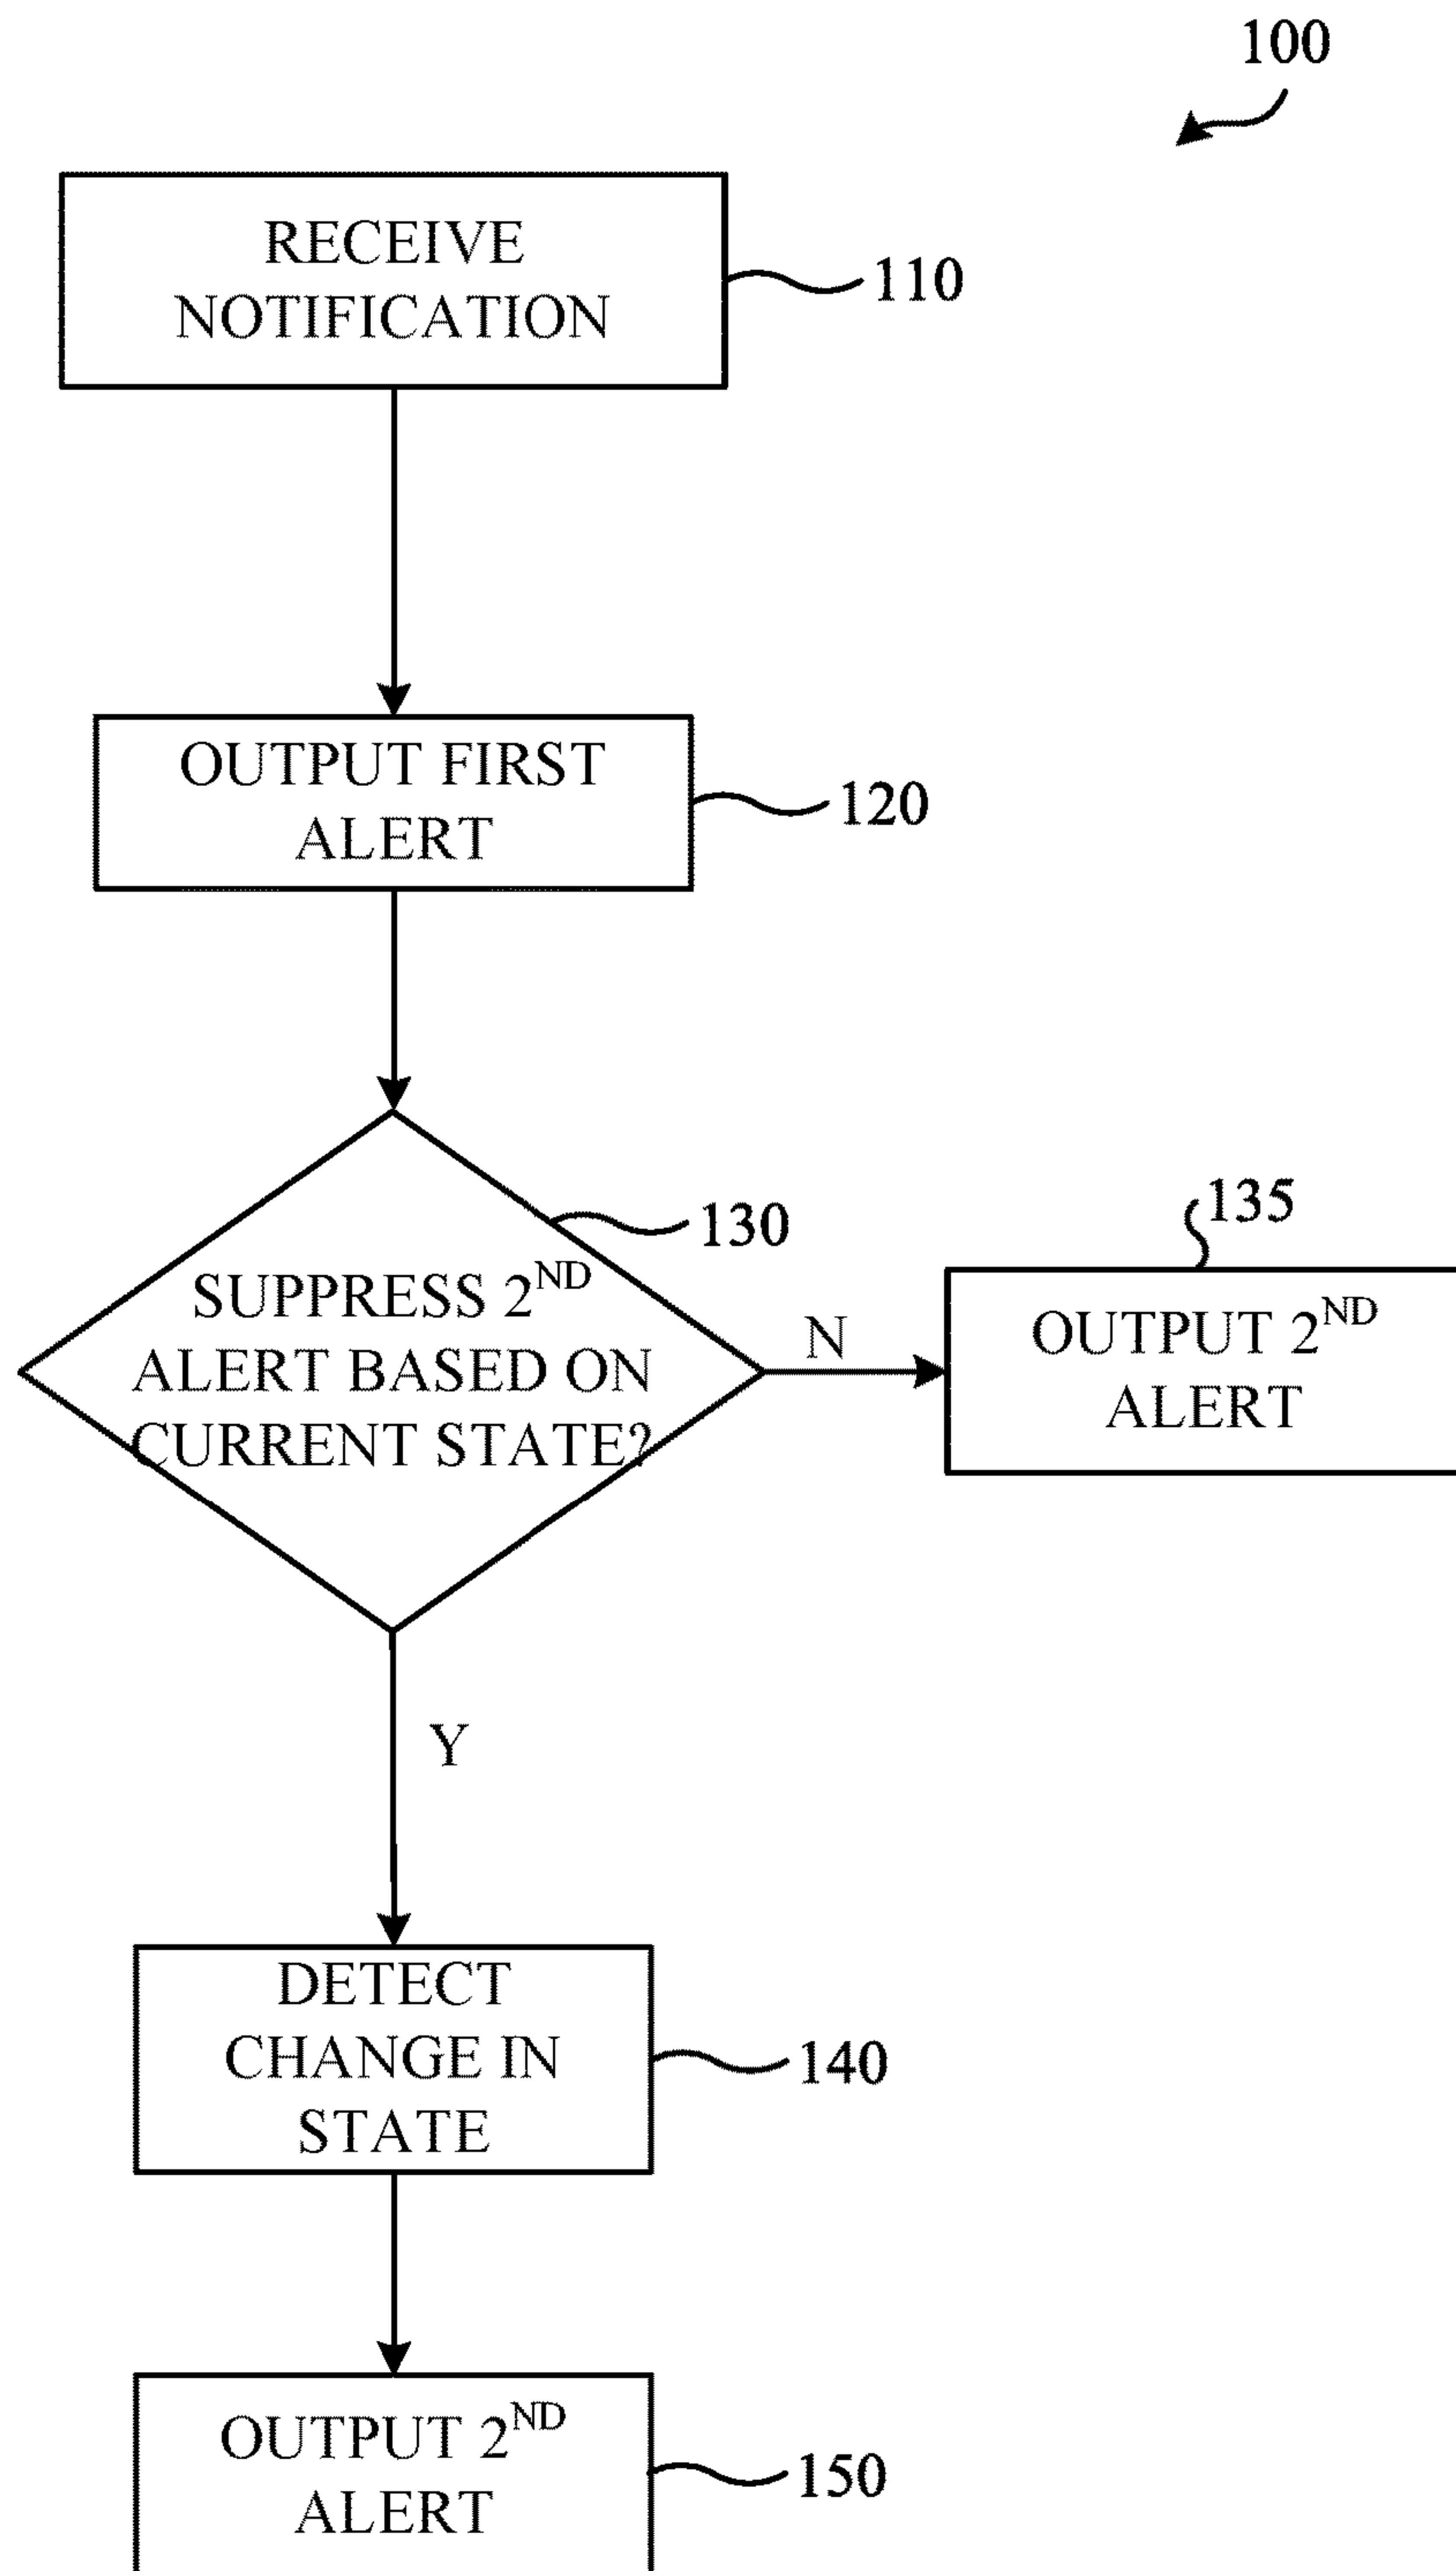 100
RECEIVE
NOTIFICATION
110
OUTPUT FIRST
ALERT
120
130
SUPPRESS 2ND
ALERT BASED ON
CURRENT STATE?
N
135
OUTPUT 2ND
ALERT
Y
DETECT
CHANGE IN
STATE
140
OUTPUT 2ND
ALERT
150